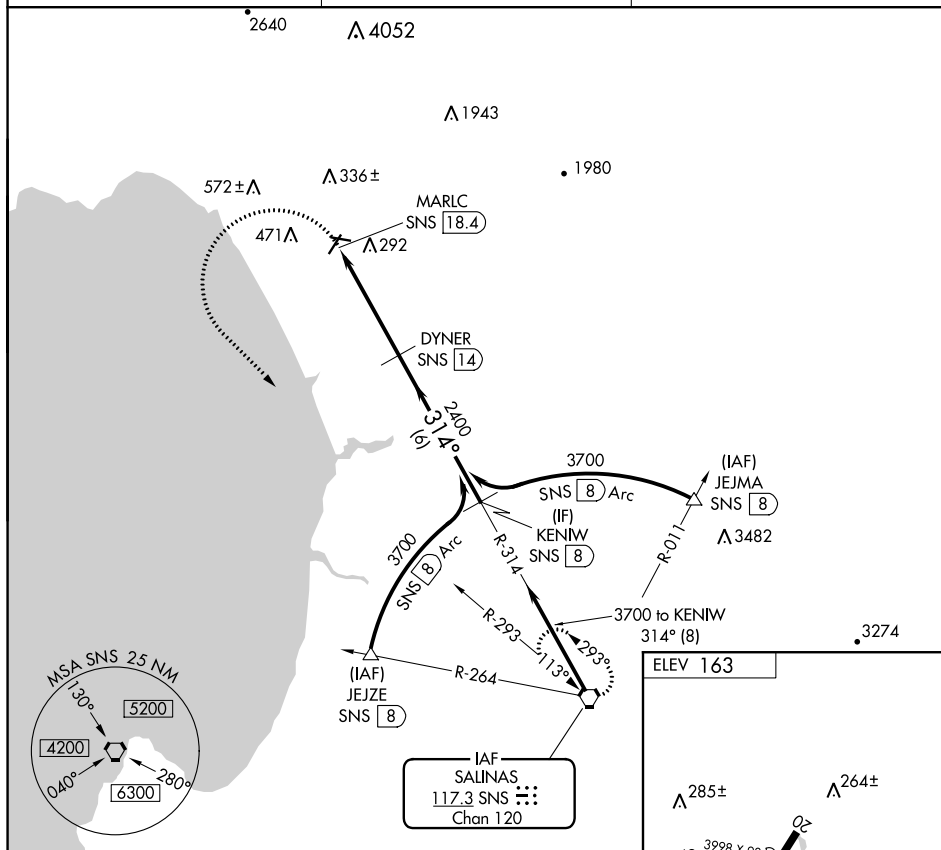 2640
4052
1943
1980
572±
336±
MARLC
SNS 18.4
471
292
DYNER
SNS 14
2400
314°
(6)
3700
SNS 8 Arc
(IAF)
JEJMA
SNS 8
(IF)
KENIW
SNS 8
3482
R-011
3700
SNS 8 Arc
R-314
R-293
3700 to KENIW
314° (8)
293°
113°
3274
R-264
(IAF)
JEJZE
SNS 8
MSA SNS 25 NM
130°
5200
4200
040°
280°
6300
IAF
SALINAS
117.3 SNS
Chan 120
ELEV 163
285±
264±
20